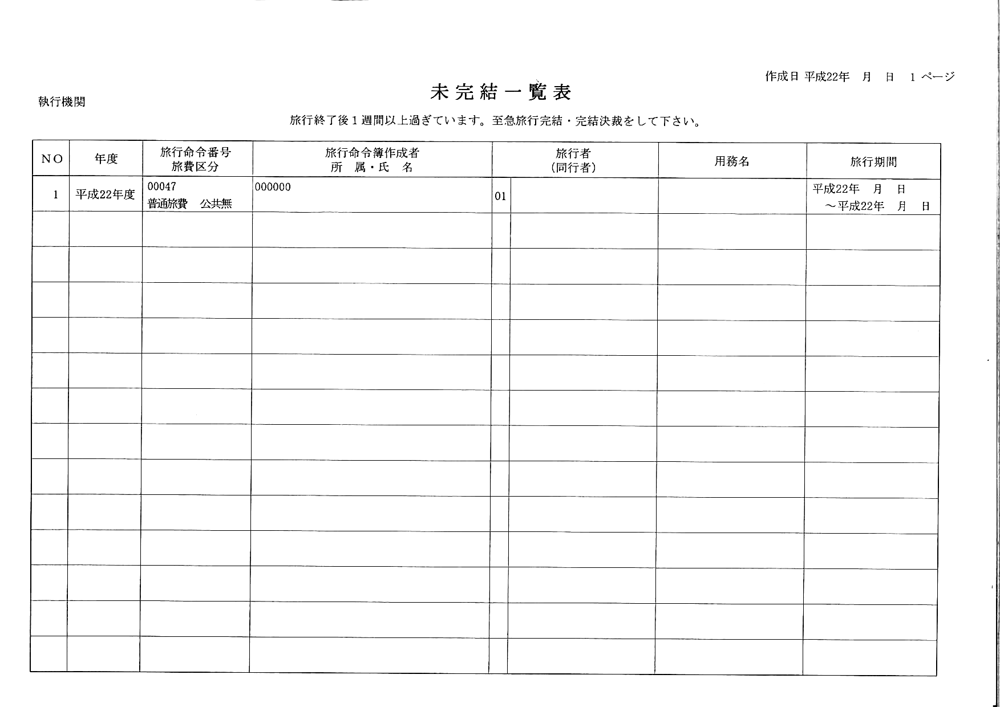 作成日 平成22年　月　日　1 ページ
未完結一覧表
執行機関
旅行終了後１週間以上過ぎています。至急旅行完結・完結決裁をして下さい。
ＮＯ　年度　旅行命令番号　旅行命令簿作成者　旅行者　用務名　旅行期間
旅費区分　所　属・氏　名　（同行者）
1　平成22年度　00047　000000　01　平成22年　月　日
普通旅費　公共無　～平成22年　月　日